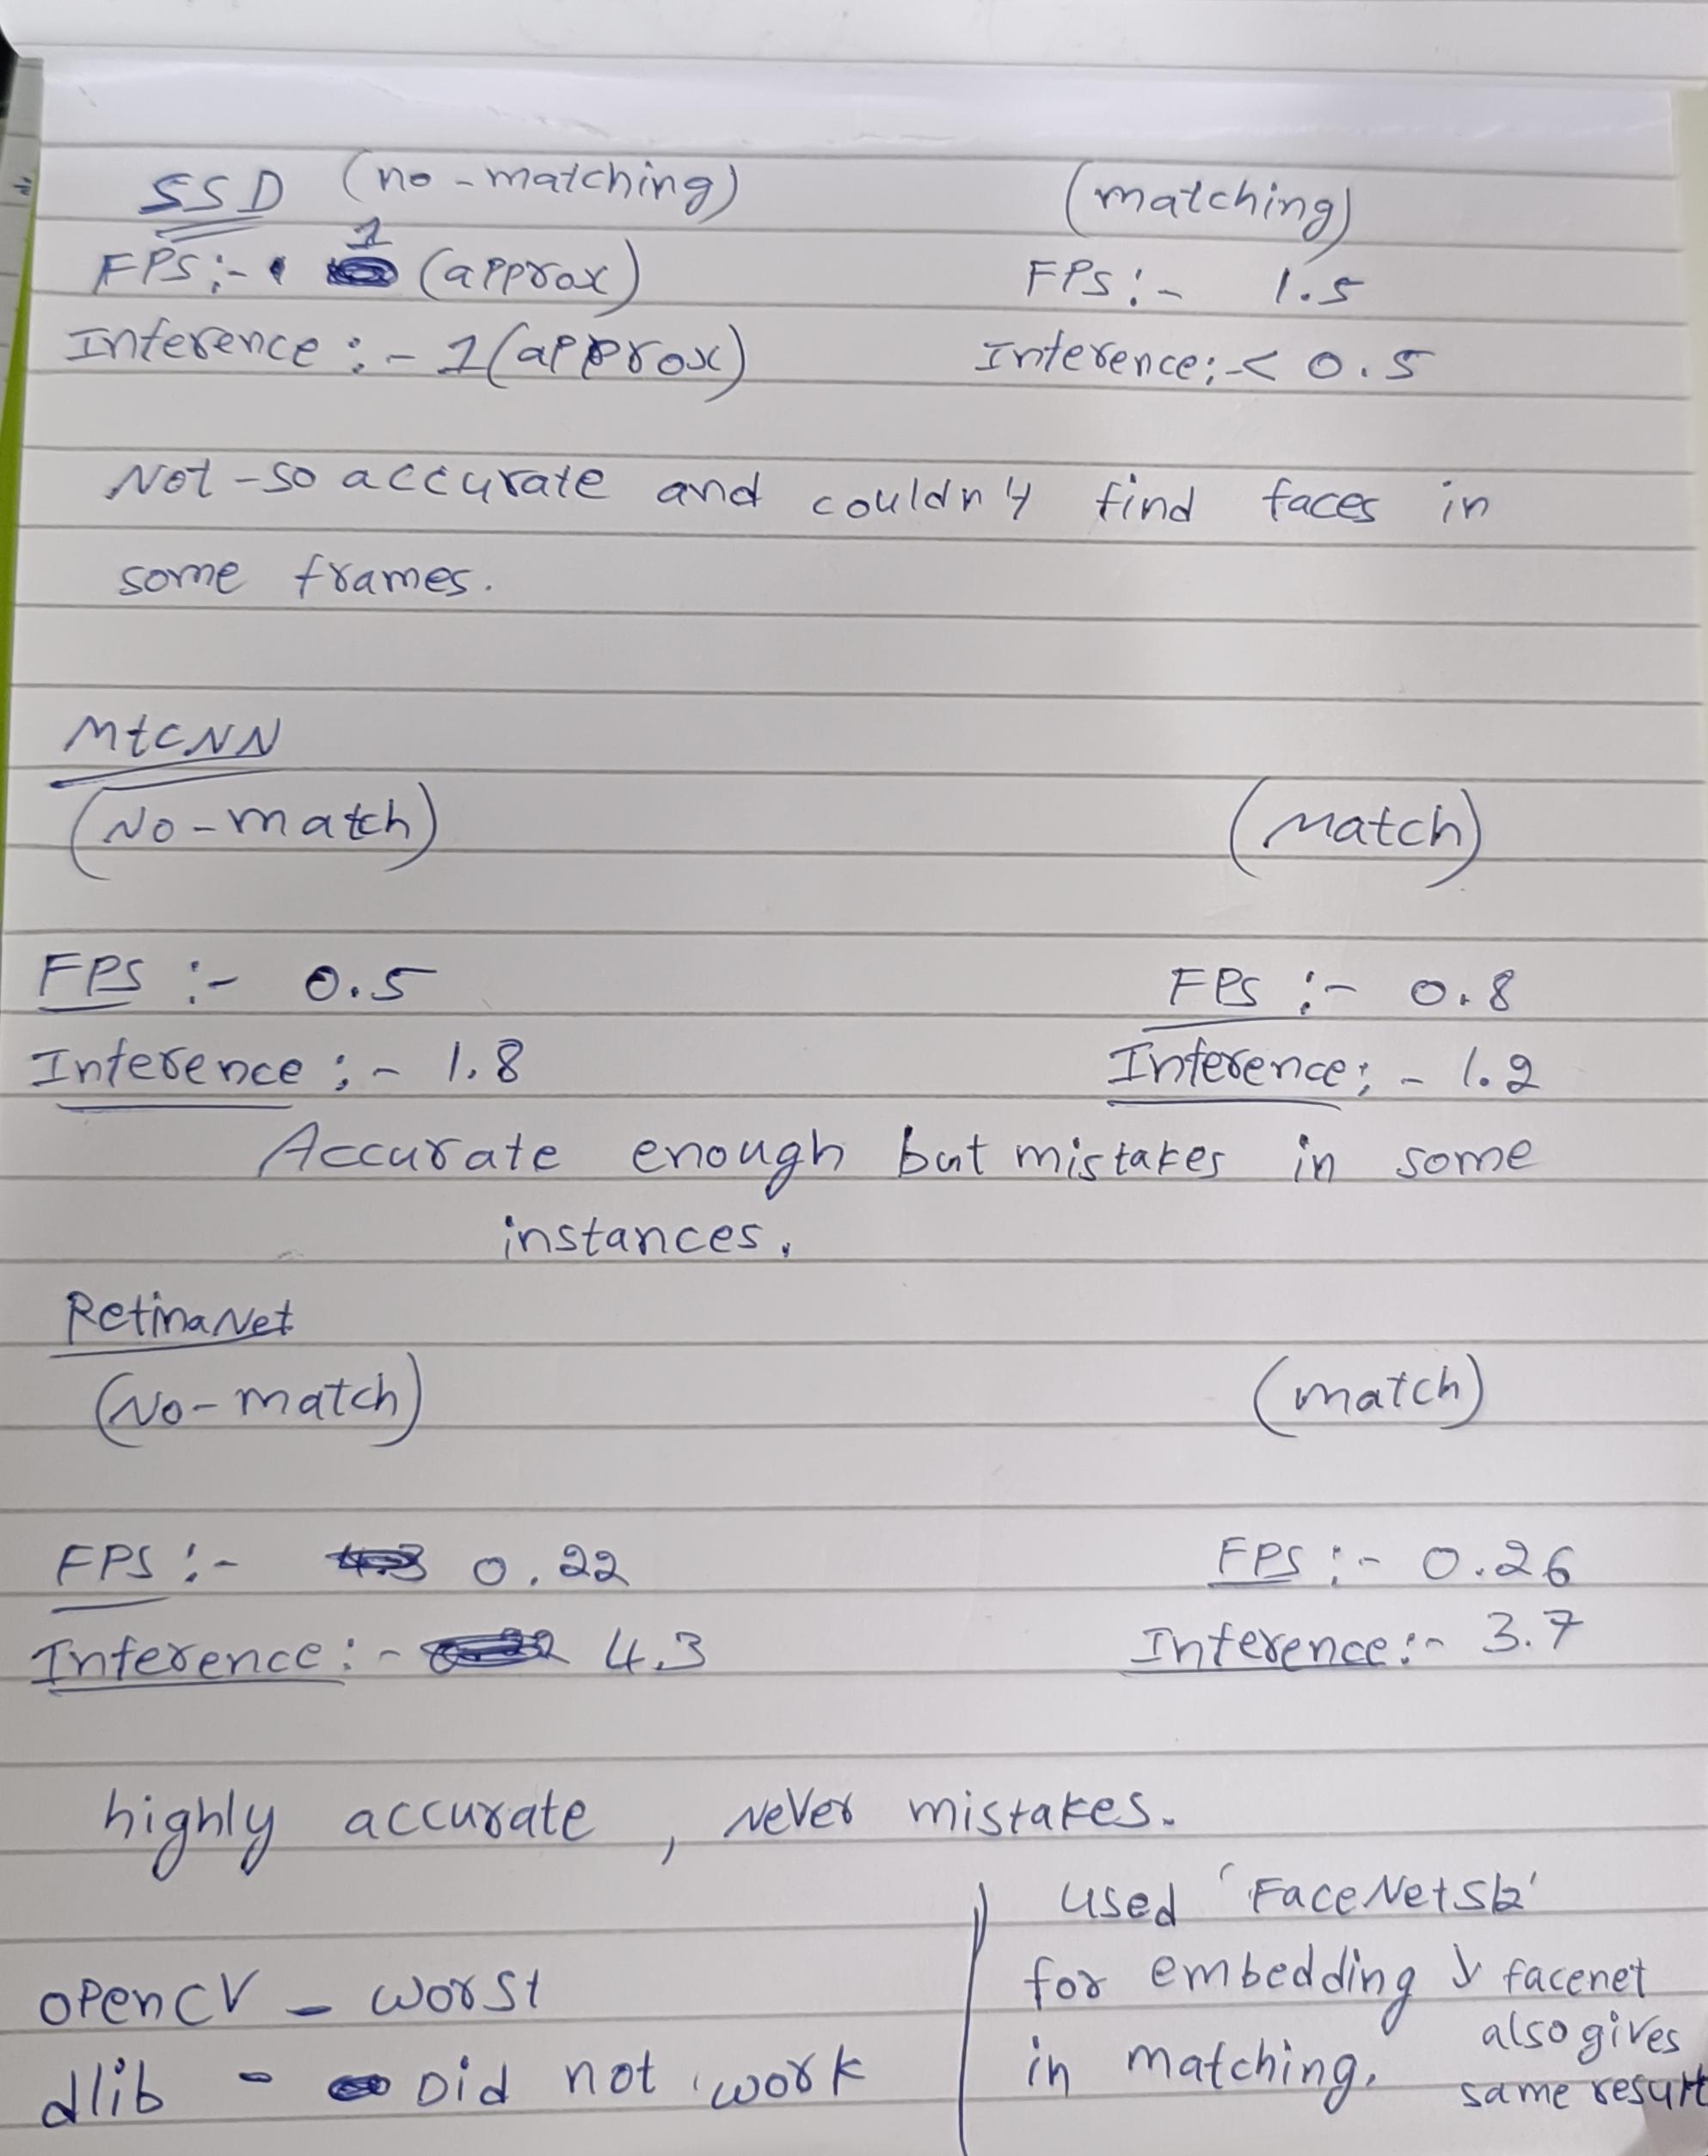 SSD (no-matching) (matching)
FPS:- 1 (approx) FPS:- 1.5
Inference:- 1(approx) Inference:-< 0.5
Not-so accurate and couldn't find faces in
some frames.
MtCNN
(No-match) (Match)
FPS :- 0.5 FPS :- 0.8
Inference :- 1.8 Inference:- 1.2
Accurate enough but mistakes in some
instances.
RetinaNet
(No-match) (match)
FPS :- 0.22 FPS :- 0.26
Inference:- 4.3 Inference:- 3.7
highly accurate, Never mistakes.
used 'FaceNet512'
for embedding
in matching.
facenet
also gives
same result
OpenCV - worst
dlib - Did not work